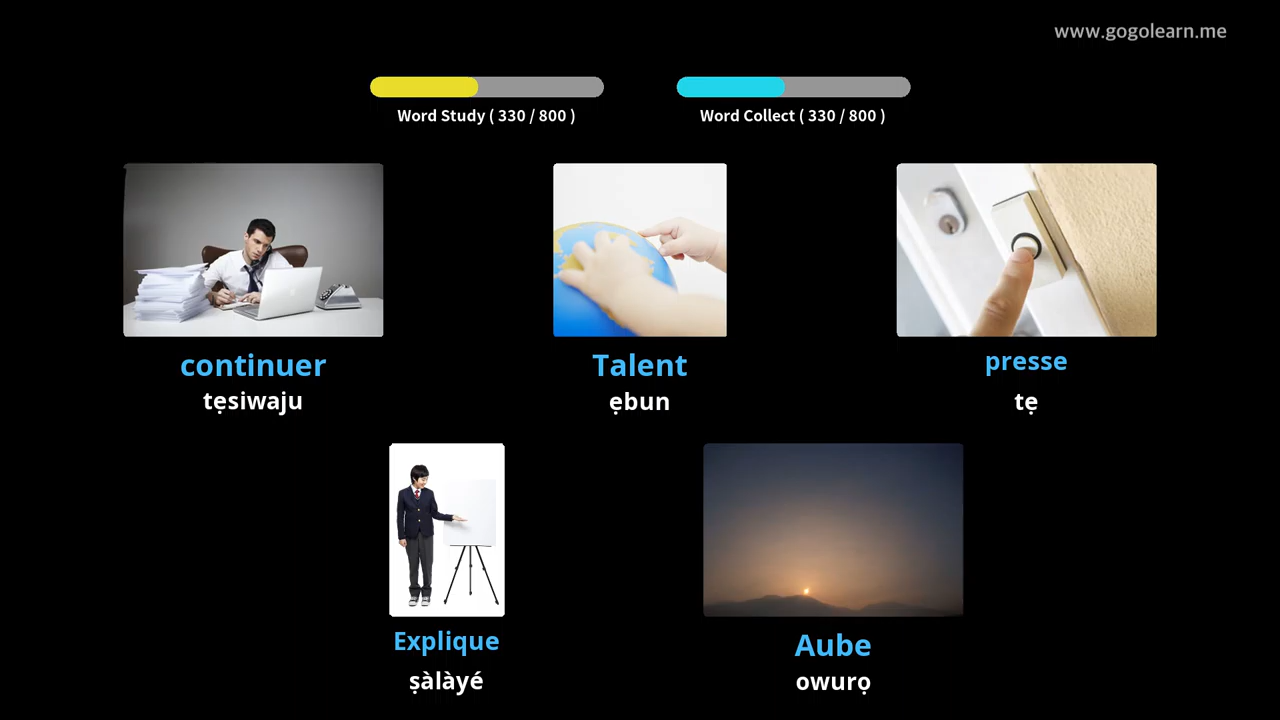 www.gogolearn.me
Word Study ( 330 / 800 )
Word Collect ( 330 / 800 )
continuer
tẹsiwaju
Talent
ẹbun
presse
tẹ
Explique
ṣàlàyé
Aube
owurọ